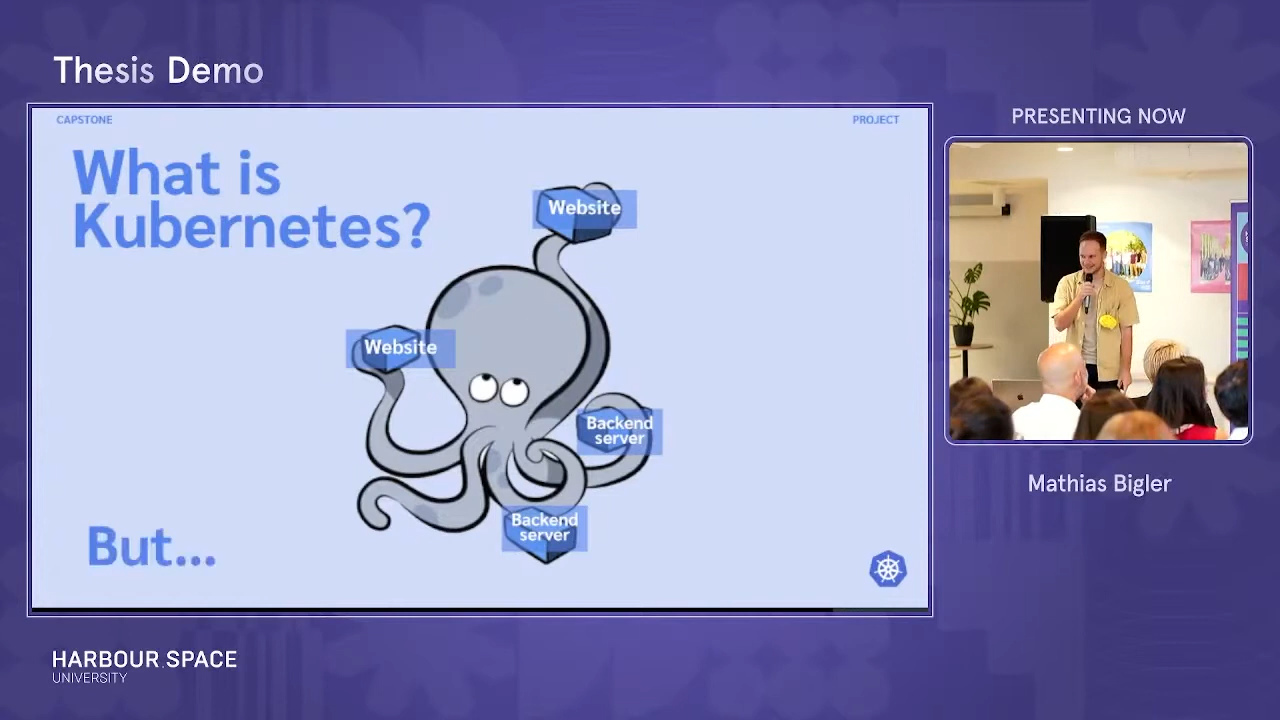 Thesis Demo
CAPSTONE
PROJECT
What is
Kubernetes?
Website
Website
Backend
server
Backend
server
But...
PRESENTING NOW
Mathias Bigler
HARBOUR.SPACE
UNIVERSITY